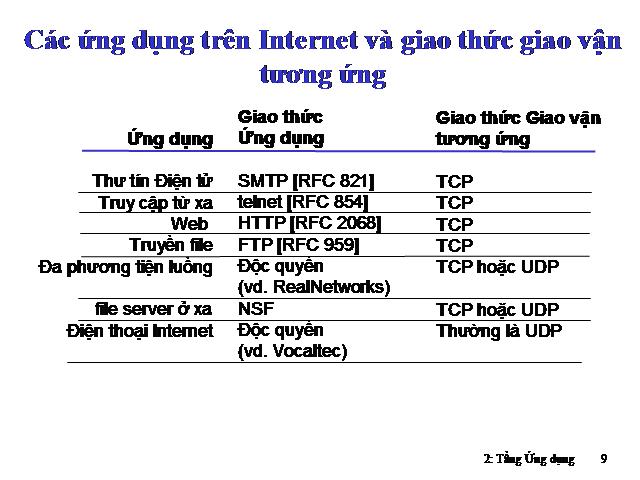 Các ứng dụng trên Internet và giao thức giao vận
tương ứng
Ứng dụng Giao thức Ứng dụng Giao thức Giao vận tương ứng
Thư tín Điện tử SMTP [RFC 821] TCP
Truy cập từ xa telnet [RFC 854] TCP
Web HTTP [RFC 2068] TCP
Truyền file FTP [RFC 959] TCP
Đa phương tiện luồng Độc quyền TCP hoặc UDP
(vd. RealNetworks)
file server ở xa NSF TCP hoặc UDP
Điện thoại Internet Độc quyền Thường là UDP
(vd. Vocaltec)
2: Tầng Ứng dụng 9